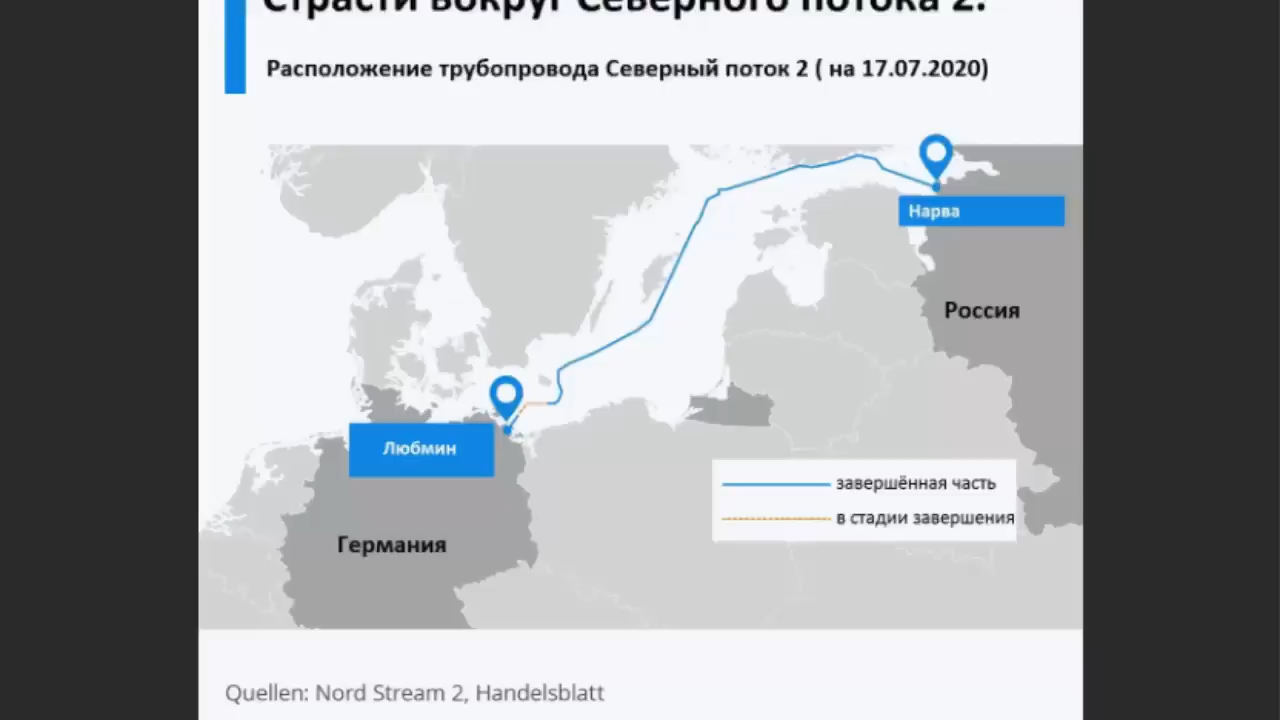 Страсти вокруг Северного потока 2.
Расположение трубопровода Северный поток 2 ( на 17.07.2020)
Нарва
Россия
Любмин
завершённая часть
в стадии завершения
Германия
Quellen: Nord Stream 2, Handelsblatt